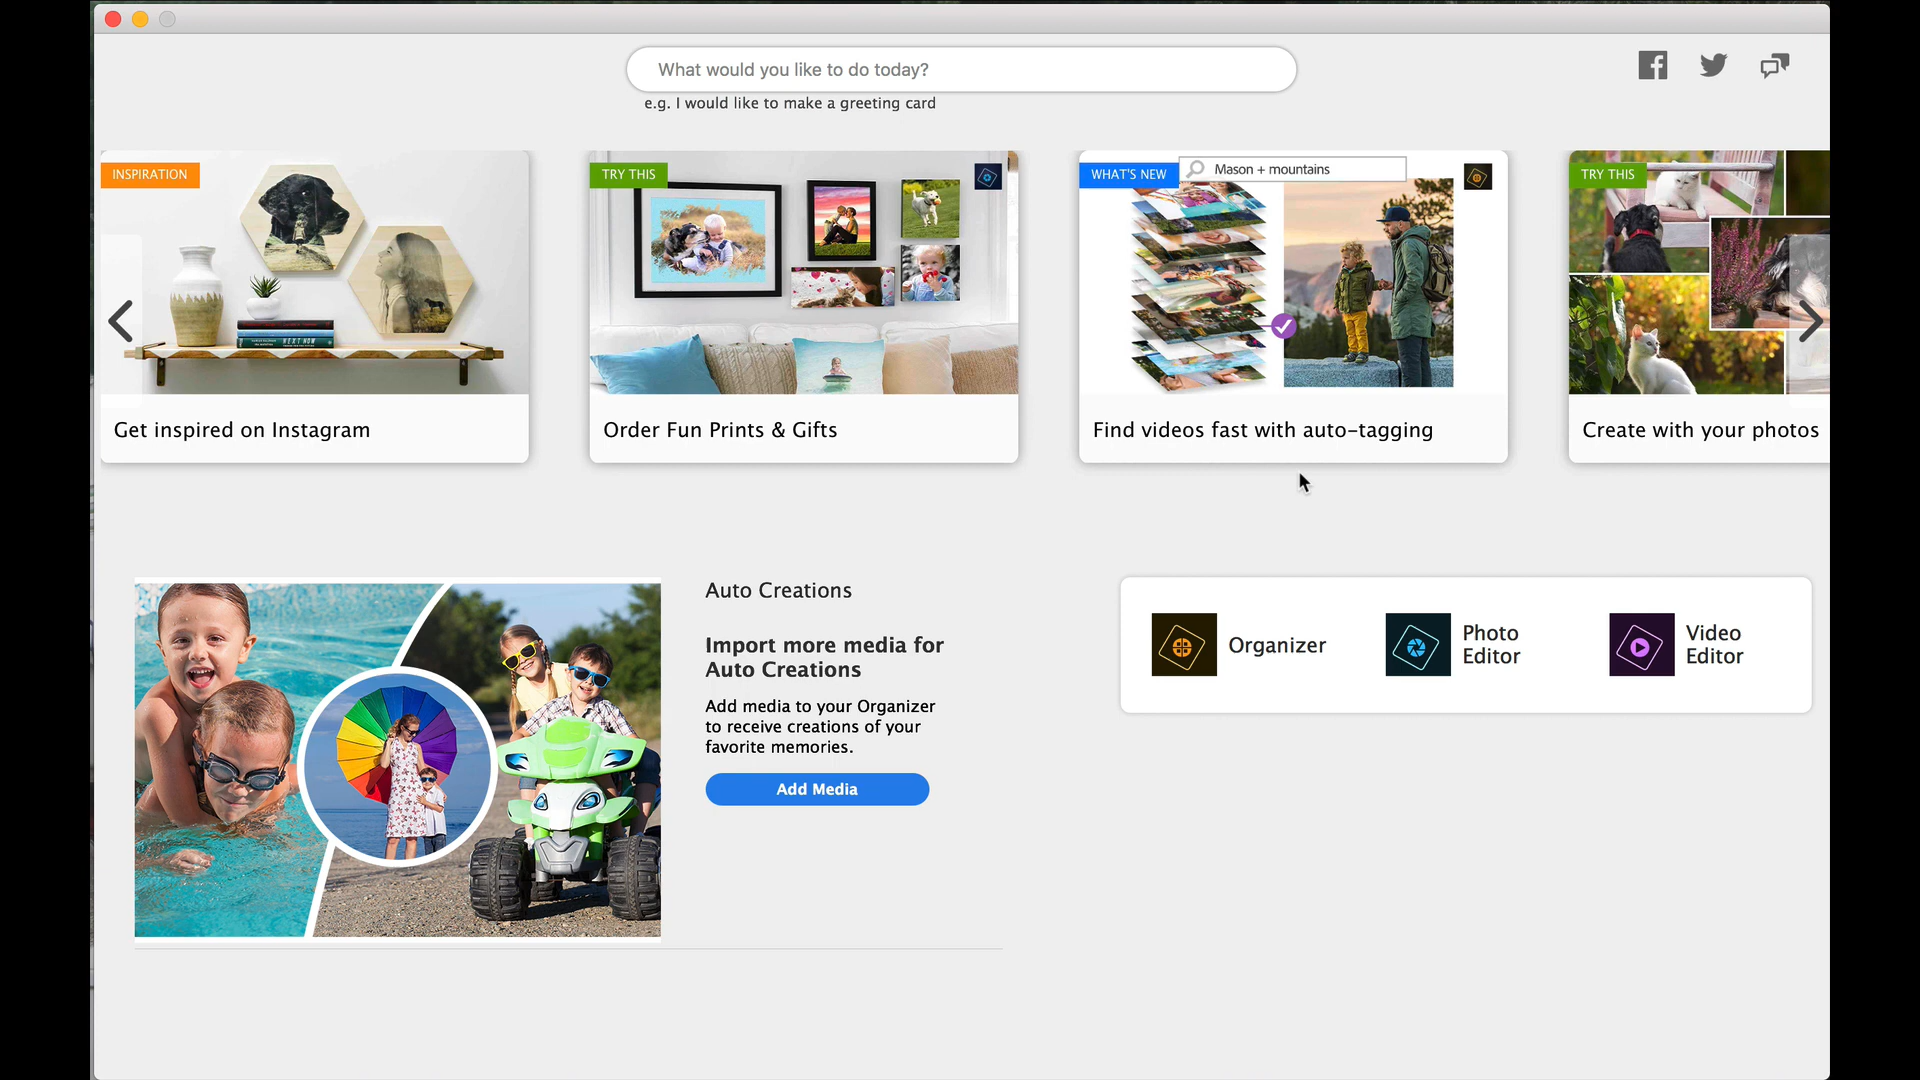 What would you like to do today?
e.g. I would like to make a greeting card
INSPIRATION
NEXT NOW
Get inspired on Instagram
TRY THIS
Order Fun Prints & Gifts
WHAT'S NEW
Mason + mountains
Find videos fast with auto-tagging
TRY THIS
Create with your photos
Auto Creations
Import more media for
Auto Creations
Add media to your Organizer
to receive creations of your
favorite memories.
Add Media
Organizer
Photo
Editor
Video
Editor